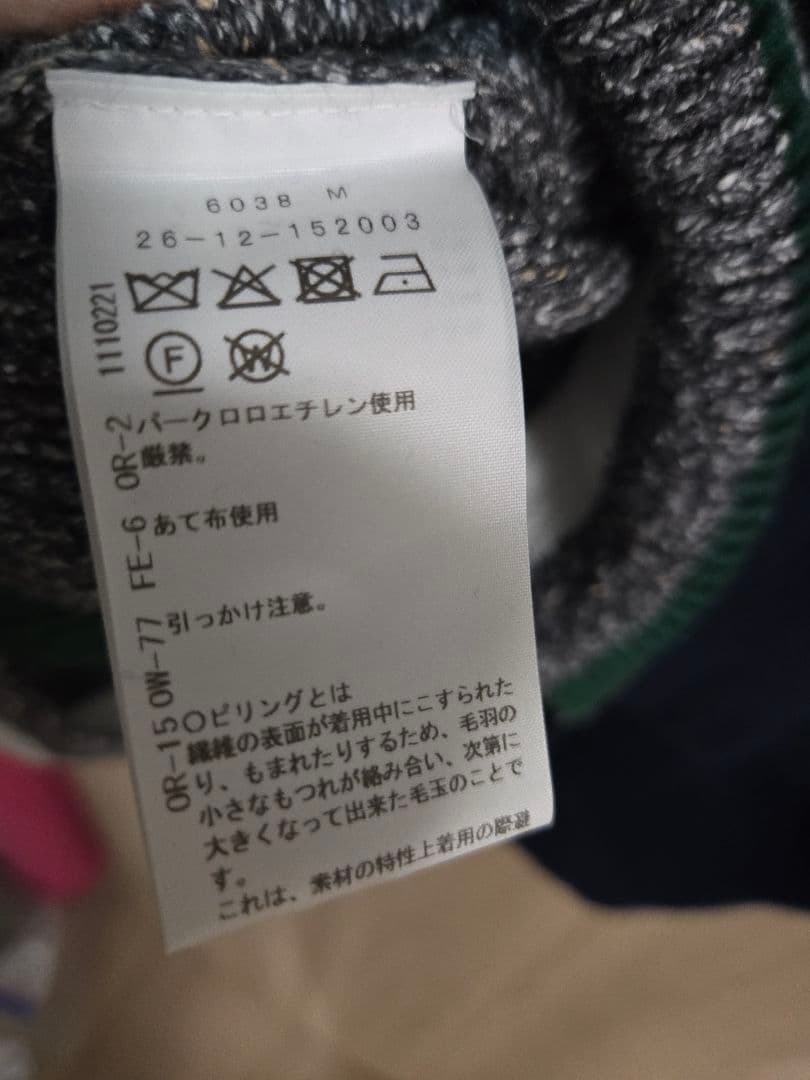 6038 M
26-12-152003
F W
パークロロエチレン使用
厳禁。
あて布使用
引っかけ注意。
〇ピリングとは
繊維の表面が着用中にこすられた
り、もまれたりするため、毛羽の
小さなもつれが絡み合い、次第に
大きくなって出来た毛玉のことで
す。
これは、素材の特性上着用の際避
OR-15 OW-77 FE-6 OR-2 1110221